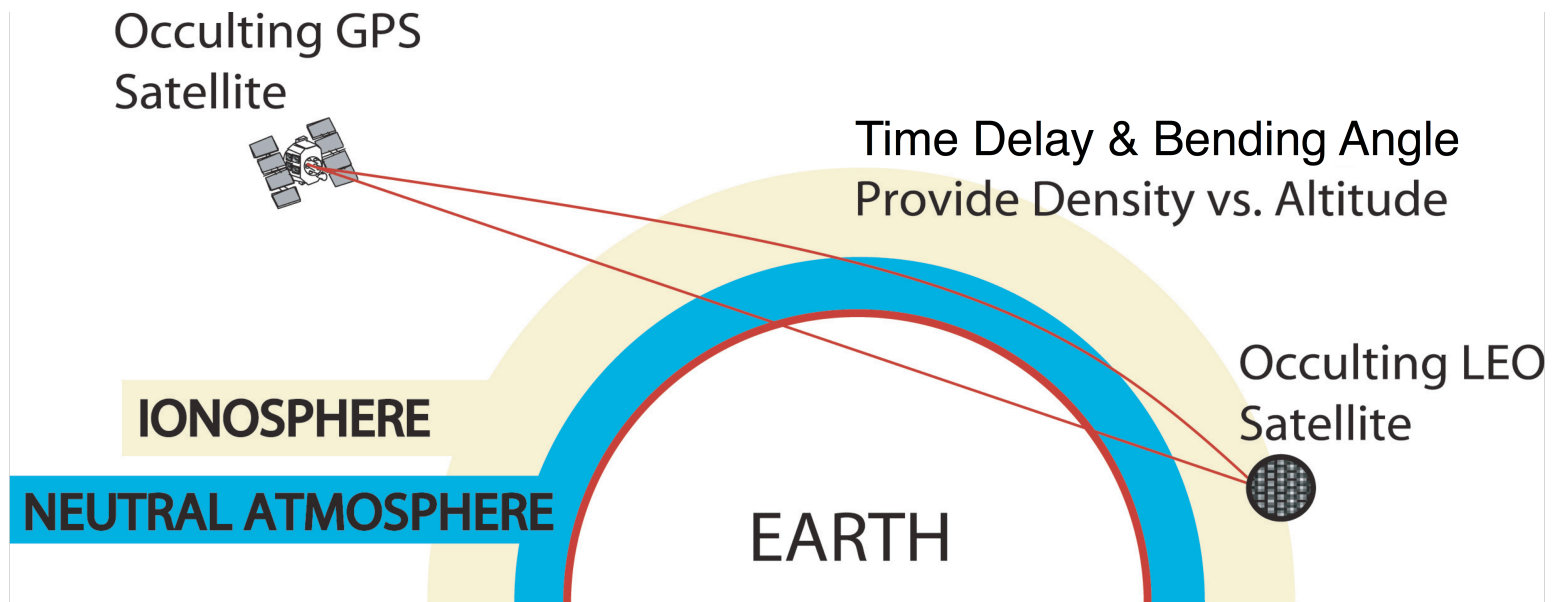 Occulting GPS
Satellite
Time Delay & Bending Angle
Provide Density vs. Altitude
Occulting LEO
Satellite
IONOSPHERE
NEUTRAL ATMOSPHERE
EARTH